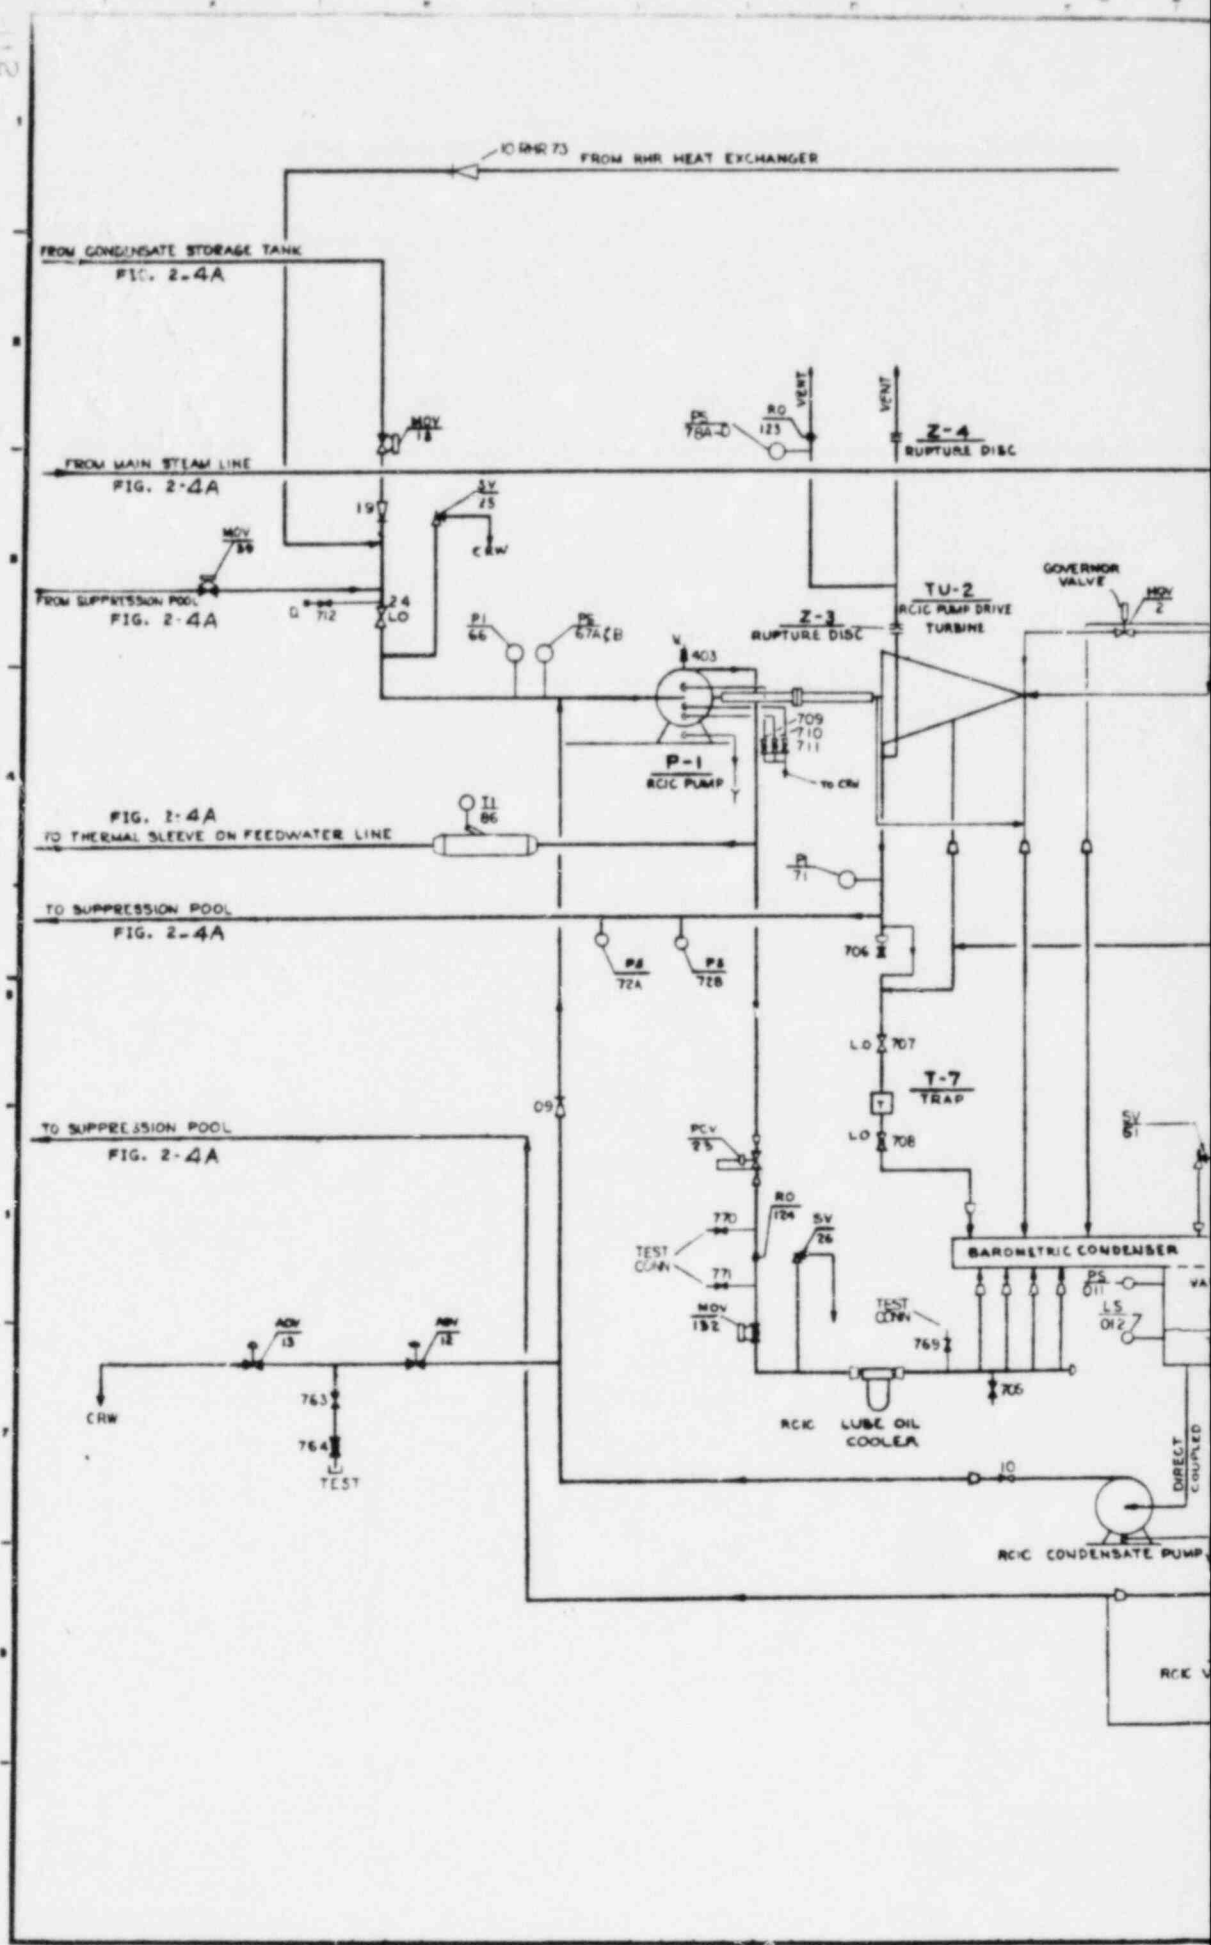 10 RHR 73
FROM RHR HEAT EXCHANGER
FROM CONDENSATE STORAGE TANK
FIG. 2-4A
VENT
VENT
MOV
18
PS
78A-D
RO
123
Z-4
RUPTURE DISC
FROM MAIN STEAM LINE
FIG. 2-4A
SV
25
19
CRW
MOV
39
FROM SUPPRESSION POOL
FIG. 2-4A
712
24
LO
GOVERNOR
VALVE
MOV
2
TU-2
RCIC PUMP DRIVE
TURBINE
Z-3
RUPTURE DISC
PI
66
PS
67A&B
V
403
709
710
711
P-1
RCIC PUMP
TO CRW
Y
FIG. 2-4A
TO THERMAL SLEEVE ON FEEDWATER LINE
TI
86
PI
71
TO SUPPRESSION POOL
FIG. 2-4A
PS
72A
PS
72B
706
L.O
707
T-7
TRAP
T
LO
708
09
TO SUPPRESSION POOL
FIG. 2-4A
PCV
23
SV
61
RO
124
SV
26
770
TEST
CONN
771
BAROMETRIC CONDENSER
PS
011
VA
LS
012
MOV
132
TEST
CONN
769
705
AOV
13
AOV
12
763
764
TEST
CRW
RCIC LUBE OIL
COOLER
DIRECT
COUPLED
10
RCIC CONDENSATE PUMP
RCIC V